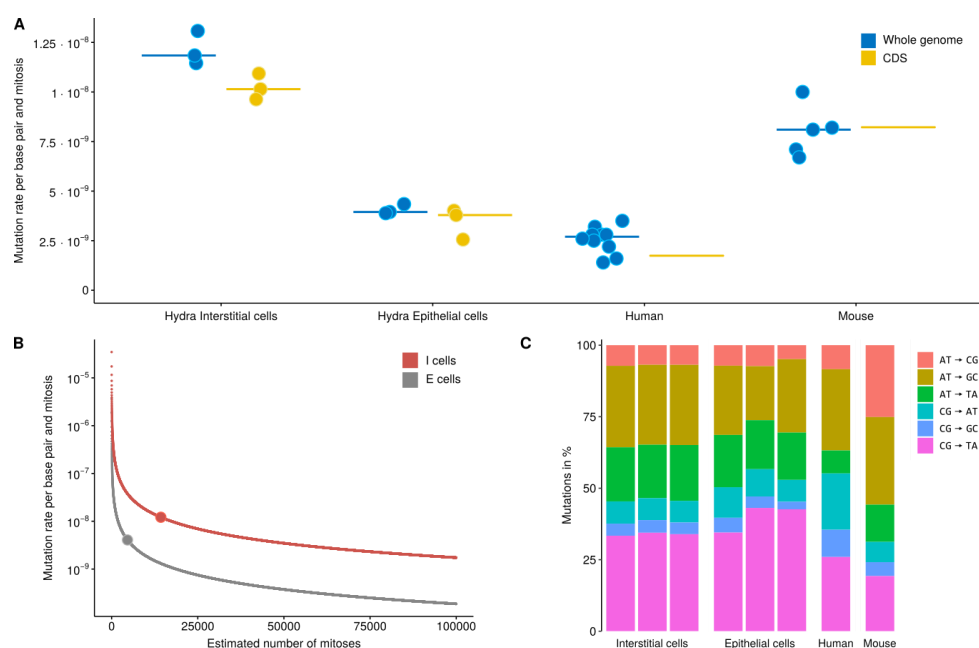 A
Mutation rate per base pair and mitosis
1.25 · 10⁻⁸
1 · 10⁻⁸
7.5 · 10⁻⁹
5 · 10⁻⁹
2.5 · 10⁻⁹
0
Whole genome
CDS
Hydra Interstitial cells
Hydra Epithelial cells
Human
Mouse
B
Mutation rate per base pair and mitosis
10⁻⁵
10⁻⁶
10⁻⁷
10⁻⁸
10⁻⁹
I cells
E cells
0
25000
50000
75000
100000
Estimated number of mitoses
C
Mutations in %
100
75
50
25
0
AT→CG
AT→GC
AT→TA
CG→AT
CG→GC
CG→TA
Interstitial cells
Epithelial cells
Human
Mouse